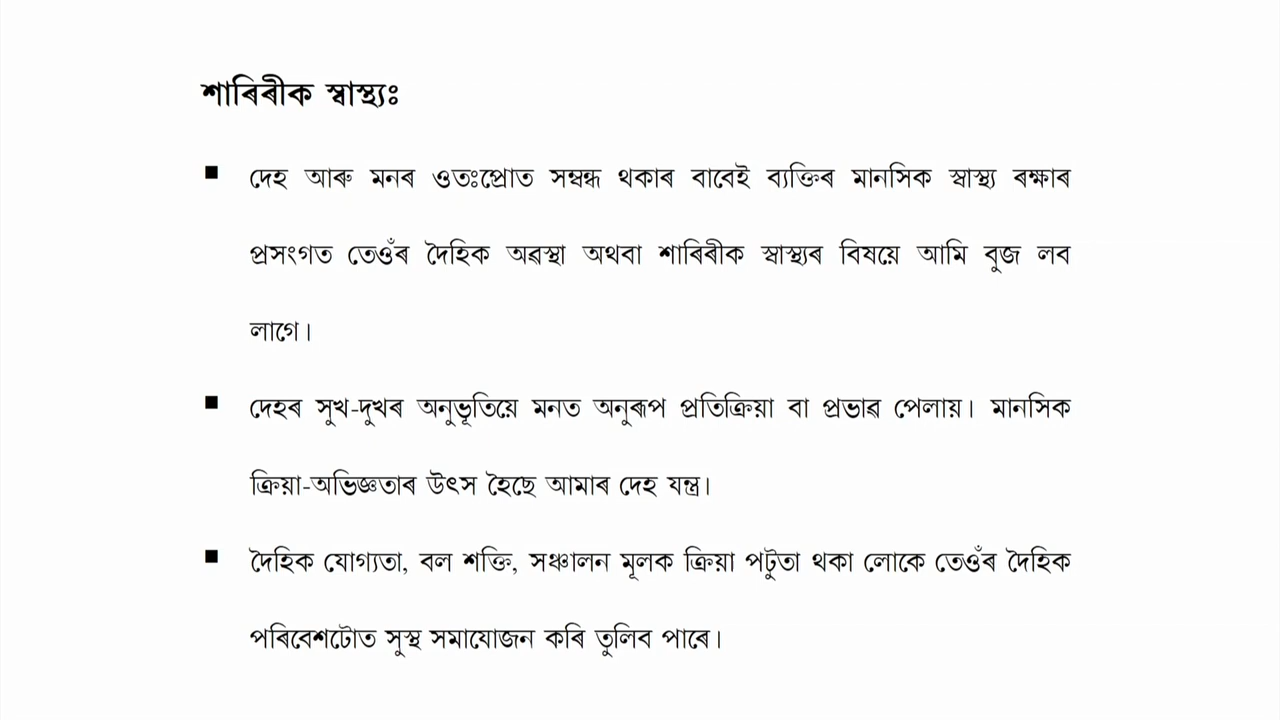 শাৰিৰীক স্বাস্থ্যঃ
▪ দেহ আৰু মনৰ ওতঃপ্ৰোত সম্বন্ধ থকাৰ বাবেই ব্যক্তিৰ মানসিক স্বাস্থ্য ৰক্ষাৰ
প্ৰসংগত তেওঁৰ দৈহিক অৱস্থা অথবা শাৰিৰীক স্বাস্থ্যৰ বিষয়ে আমি বুজ লব
লাগে।
▪ দেহৰ সুখ-দুখৰ অনুভূতিয়ে মনত অনুৰূপ প্ৰতিক্ৰিয়া বা প্ৰভাৱ পেলায়। মানসিক
ক্ৰিয়া-অভিজ্ঞতাৰ উৎস হৈছে আমাৰ দেহ যন্ত্ৰ।
▪ দৈহিক যোগ্যতা, বল শক্তি, সঞ্চালন মূলক ক্ৰিয়া পটুতা থকা লোকে তেওঁৰ দৈহিক
পৰিবেশটোত সুস্থ সমাযোজন কৰি তুলিব পাৰে।